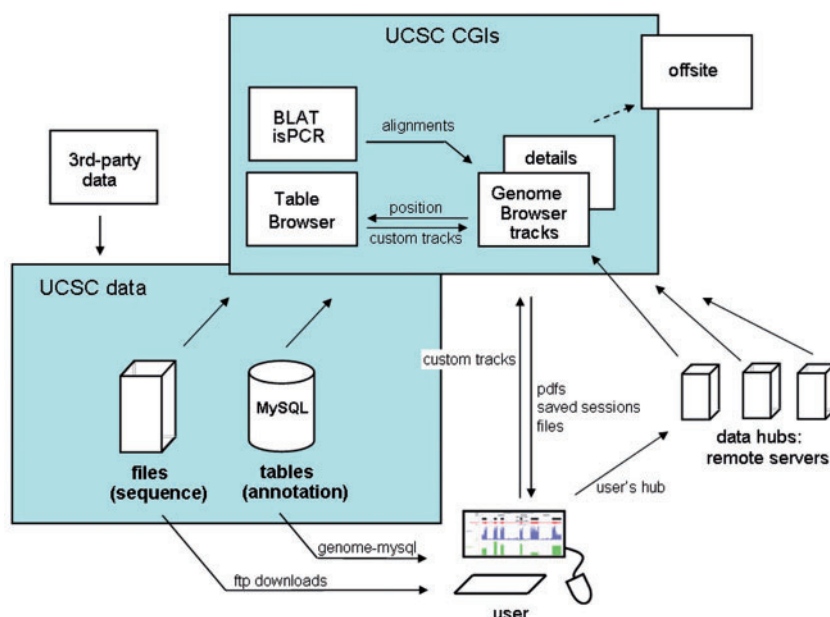 UCSC CGIs
offsite
BLAT
isPCR
alignments
details
3rd-party
data
Table
Browser
position
custom tracks
Genome
Browser
tracks
UCSC data
MySQL
files
(sequence)
tables
(annotation)
custom tracks
pdfs
saved sessions
files
data hubs:
remote servers
user's hub
genome-mysql
ftp downloads
user